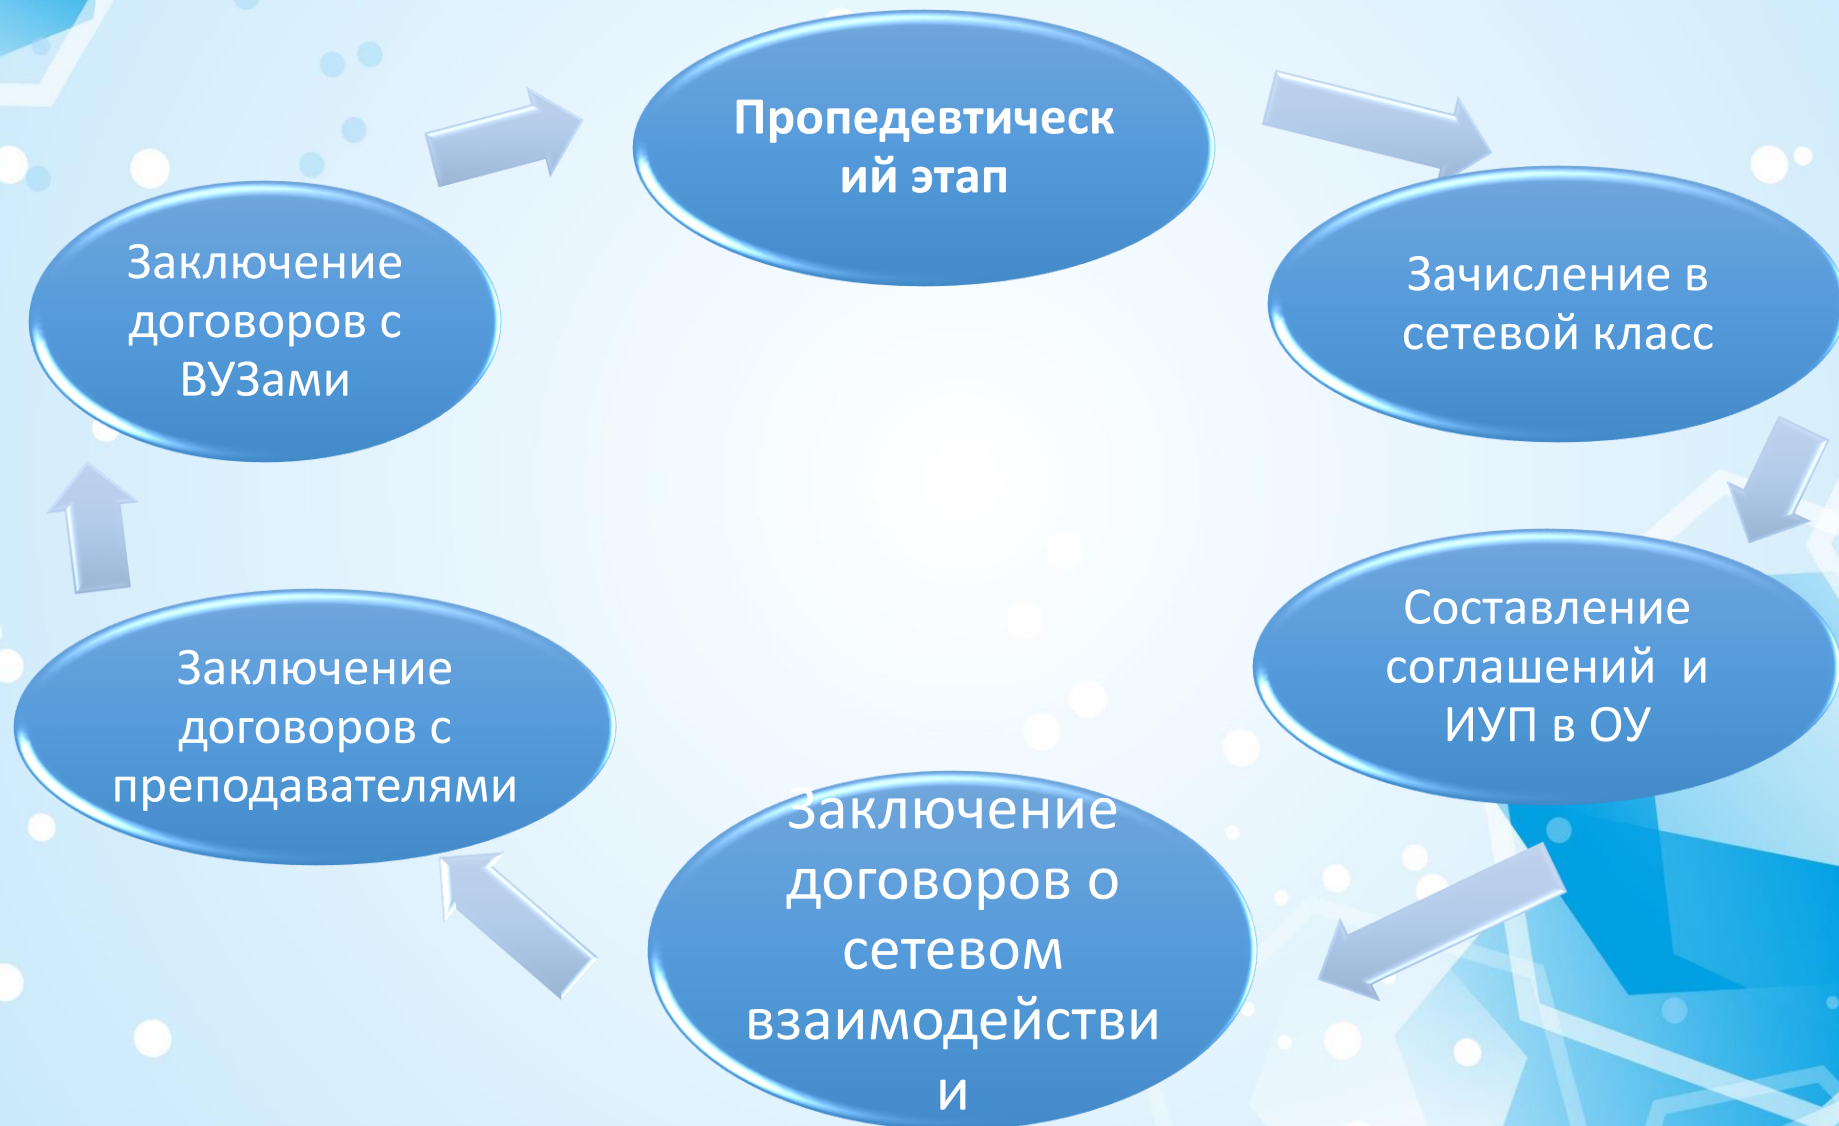 Пропедевтическ
ий этап
Зачисление в
сетевой класс
Составление
соглашений и
ИУП в ОУ
Заключение
договоров о
сетевом
взаимодействи
и
Заключение
договоров с
преподавателями
Заключение
договоров с
ВУЗами